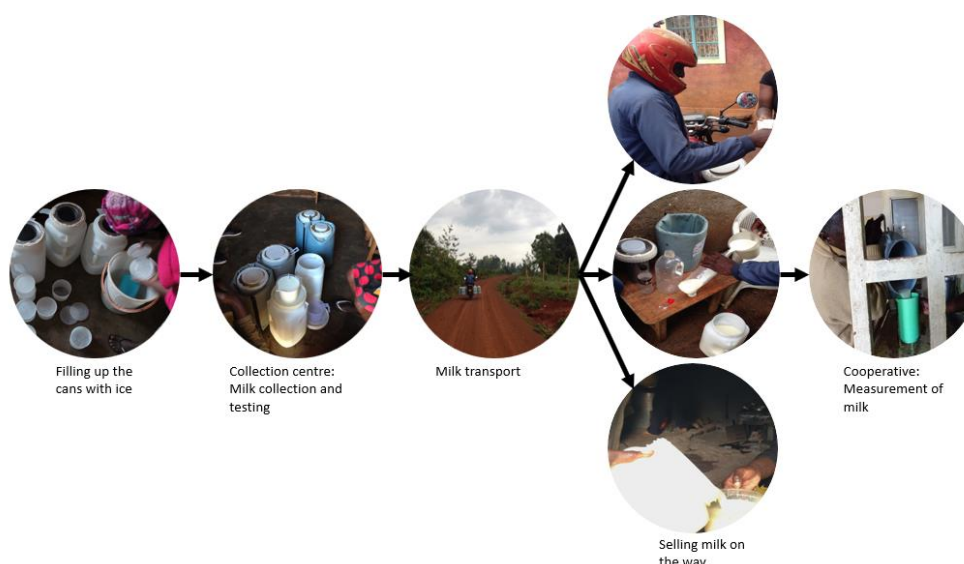 Filling up the
cans with ice
Collection centre:
Milk collection and
testing
Milk transport
Selling milk on
the way
Cooperative:
Measurement of
milk